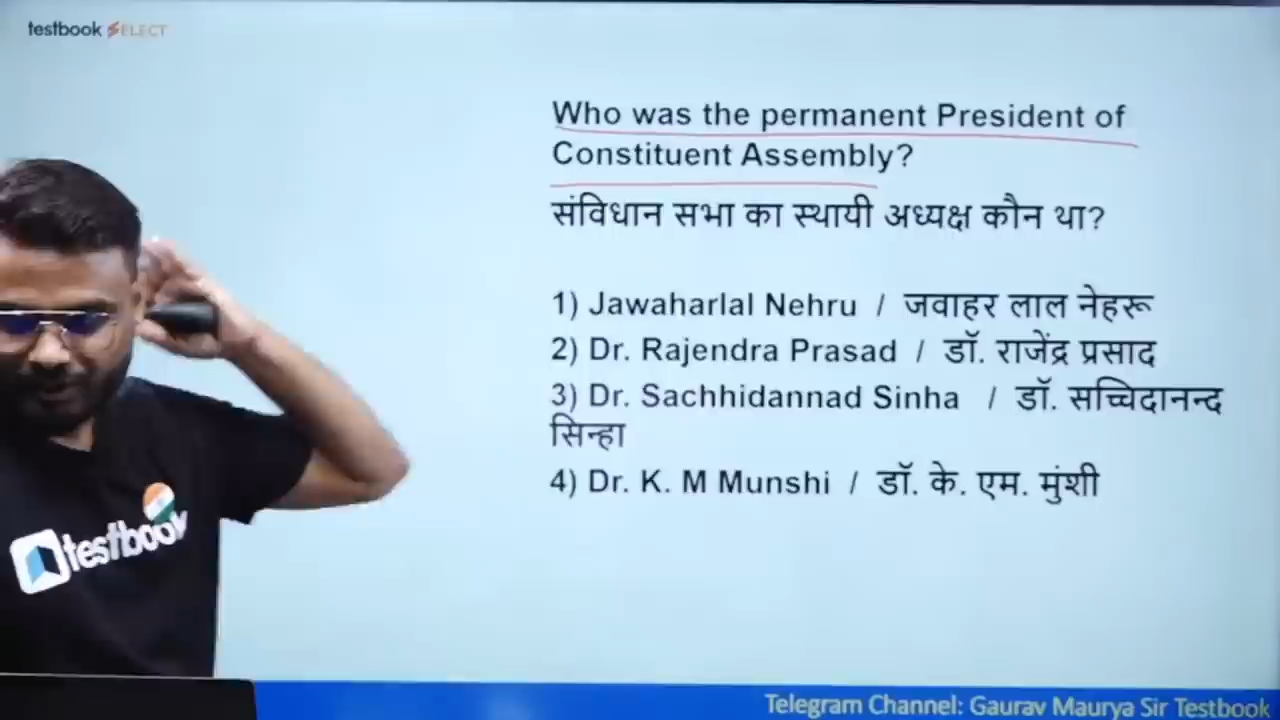 testbook SELECT
Who was the permanent President of
Constituent Assembly?
संविधान सभा का स्थायी अध्यक्ष कौन था?
1) Jawaharlal Nehru / जवाहर लाल नेहरू
2) Dr. Rajendra Prasad / डॉ. राजेंद्र प्रसाद
3) Dr. Sachhidannad Sinha / डॉ. सच्चिदानन्द
सिन्हा
4) Dr. K. M Munshi / डॉ. के. एम. मुंशी
testbook
Telegram Channel: Gaurav Maurya Sir Testbook